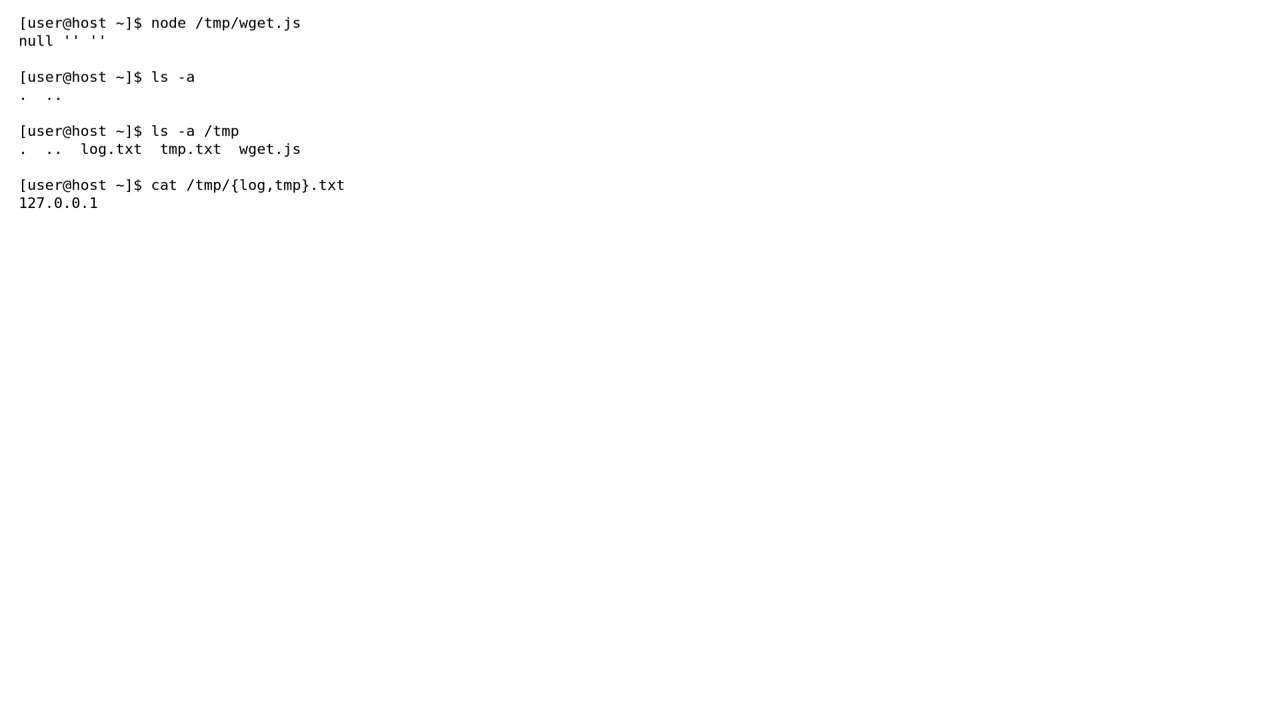 [user@host ~]$ node /tmp/wget.js
null '' ''
[user@host ~]$ ls -a
.  ..
[user@host ~]$ ls -a /tmp
.  ..  log.txt  tmp.txt  wget.js
[user@host ~]$ cat /tmp/{log,tmp}.txt
127.0.0.1